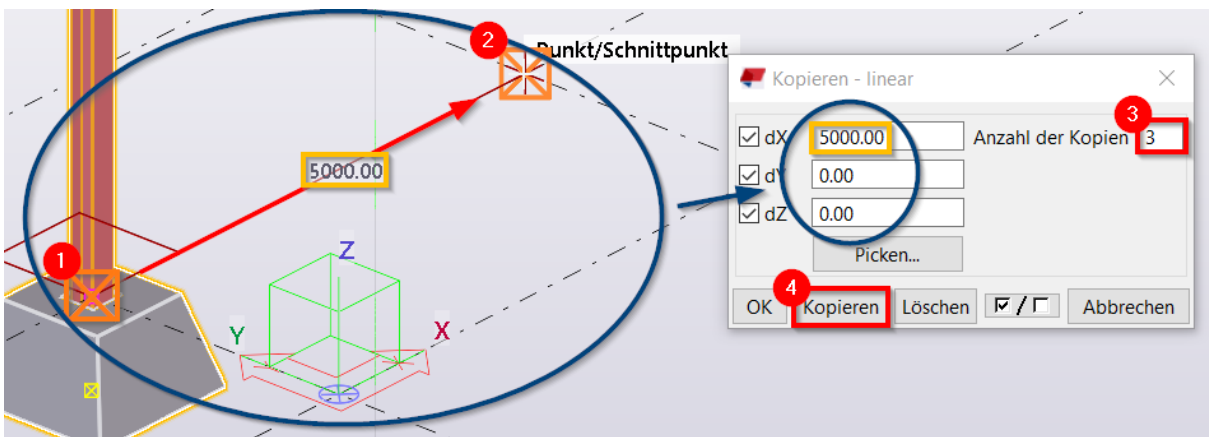 2
Punkt/Schnittpunkt
5000.00
1
Z
Y
X
Kopieren - linear
3
dX 5000.00 Anzahl der Kopien 3
dY 0.00
dZ 0.00
Picken...
4
OK Kopieren Löschen / Abbrechen